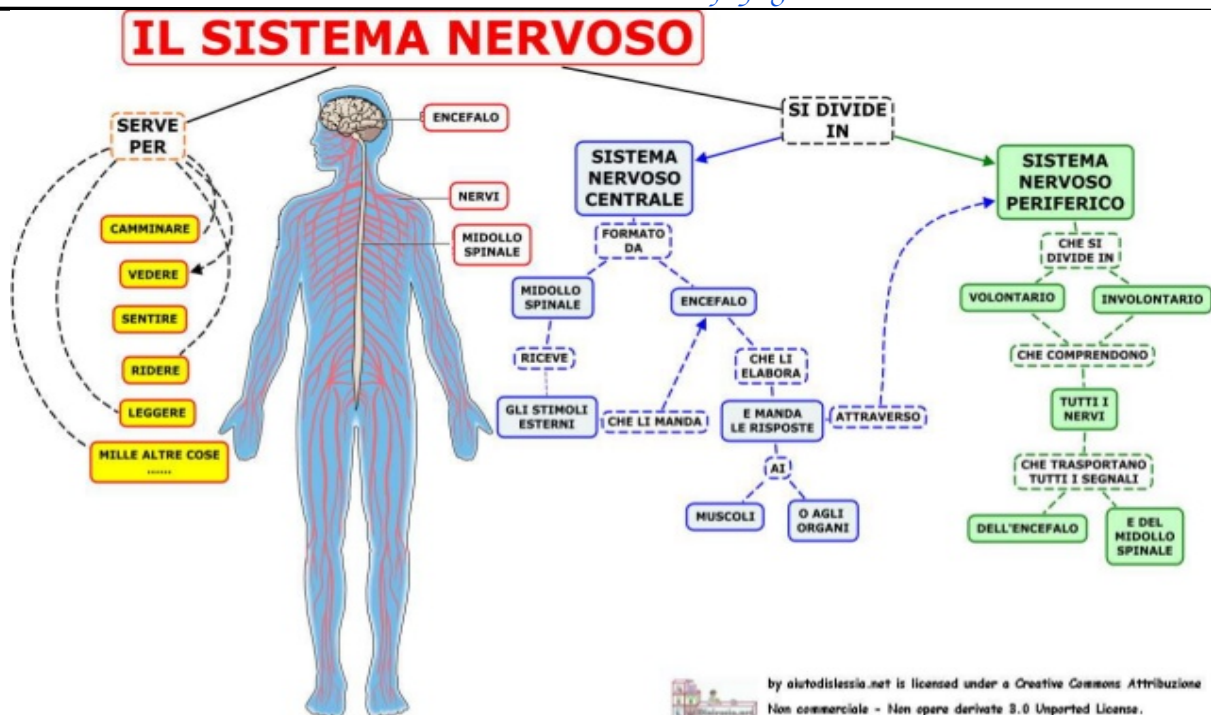 IL SISTEMA NERVOSO
SERVE
PER
CAMMINARE
VEDERE
SENTIRE
RIDERE
LEGGERE
MILLE ALTRE COSE
......
ENCEFALO
NERVI
MIDOLLO
SPINALE
SI DIVIDE
IN
SISTEMA
NERVOSO
CENTRALE
FORMATO
DA
MIDOLLO
SPINALE
RICEVE
GLI STIMOLI
ESTERNI
CHE LI MANDA
ENCEFALO
CHE LI
ELABORA
E MANDA
LE RISPOSTE
AI
MUSCOLI
O AGLI
ORGANI
ATTRAVERSO
SISTEMA
NERVOSO
PERIFERICO
CHE SI
DIVIDE IN
VOLONTARIO
INVOLONTARIO
CHE COMPRENDONO
TUTTI I
NERVI
CHE TRASPORTANO
TUTTI I SEGNALI
DELL'ENCEFALO
E DEL
MIDOLLO
SPINALE
by aiutodislessia.net is licensed under a Creative Commons Attribuzione
Non commerciale - Non opere derivate 3.0 Unported License.